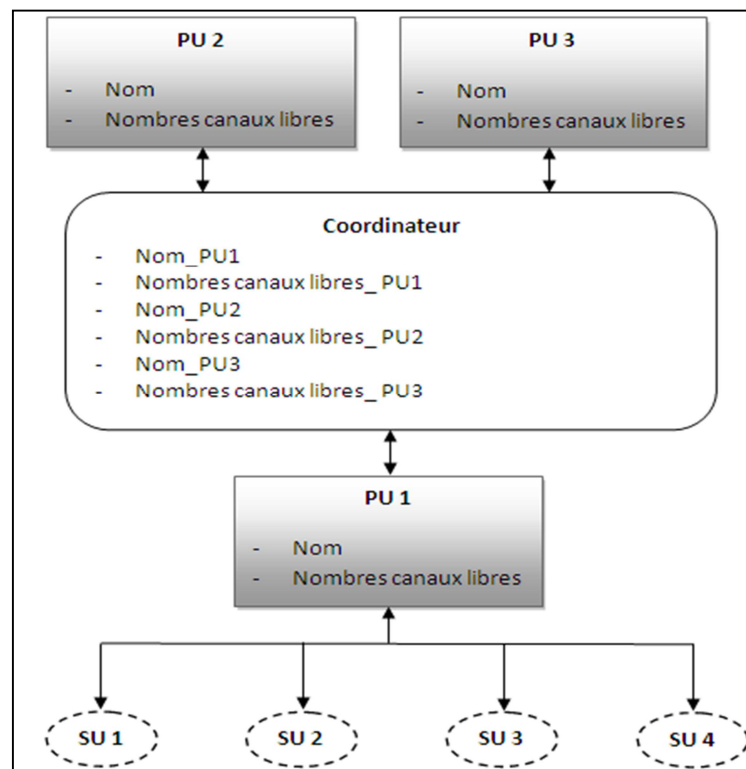 PU 2
- Nom
- Nombres canaux libres
PU 3
- Nom
- Nombres canaux libres
Coordinateur
- Nom_PU1
- Nombres canaux libres_ PU1
- Nom_PU2
- Nombres canaux libres_ PU2
- Nom_PU3
- Nombres canaux libres_ PU3
PU 1
- Nom
- Nombres canaux libres
SU 1
SU 2
SU 3
SU 4